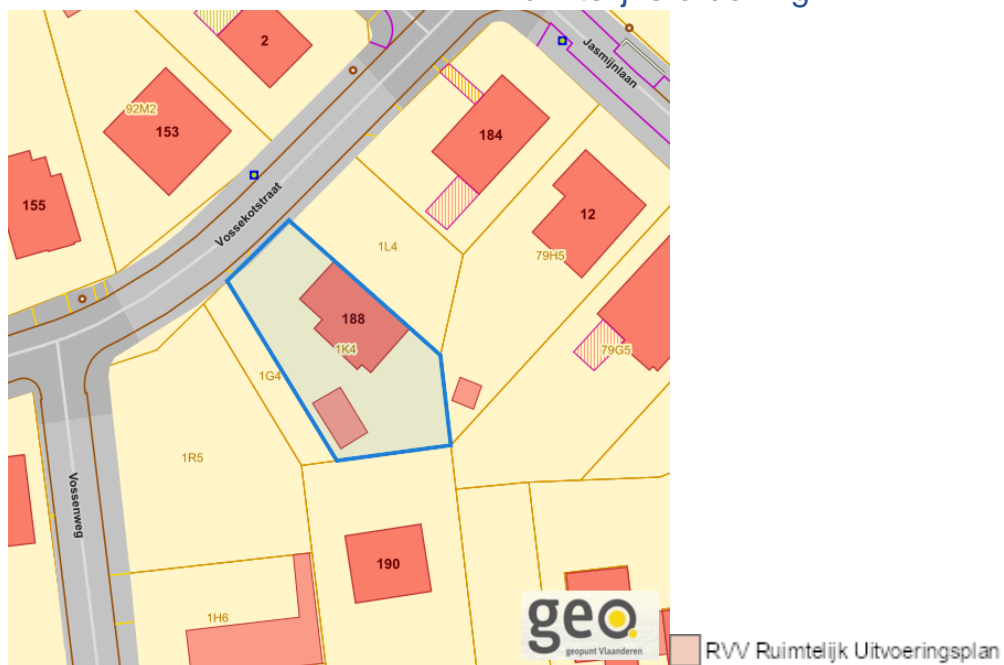 2
Jasmijnlaan
92M2
153
184
155
12
Vossekotstraat
1L4
79H5
188
1K4
79G5
1G4
1R5
Vossenweg
190
1H6
geo.
geopunt Vlaanderen
RVV Ruimtelijk Uitvoeringsplan